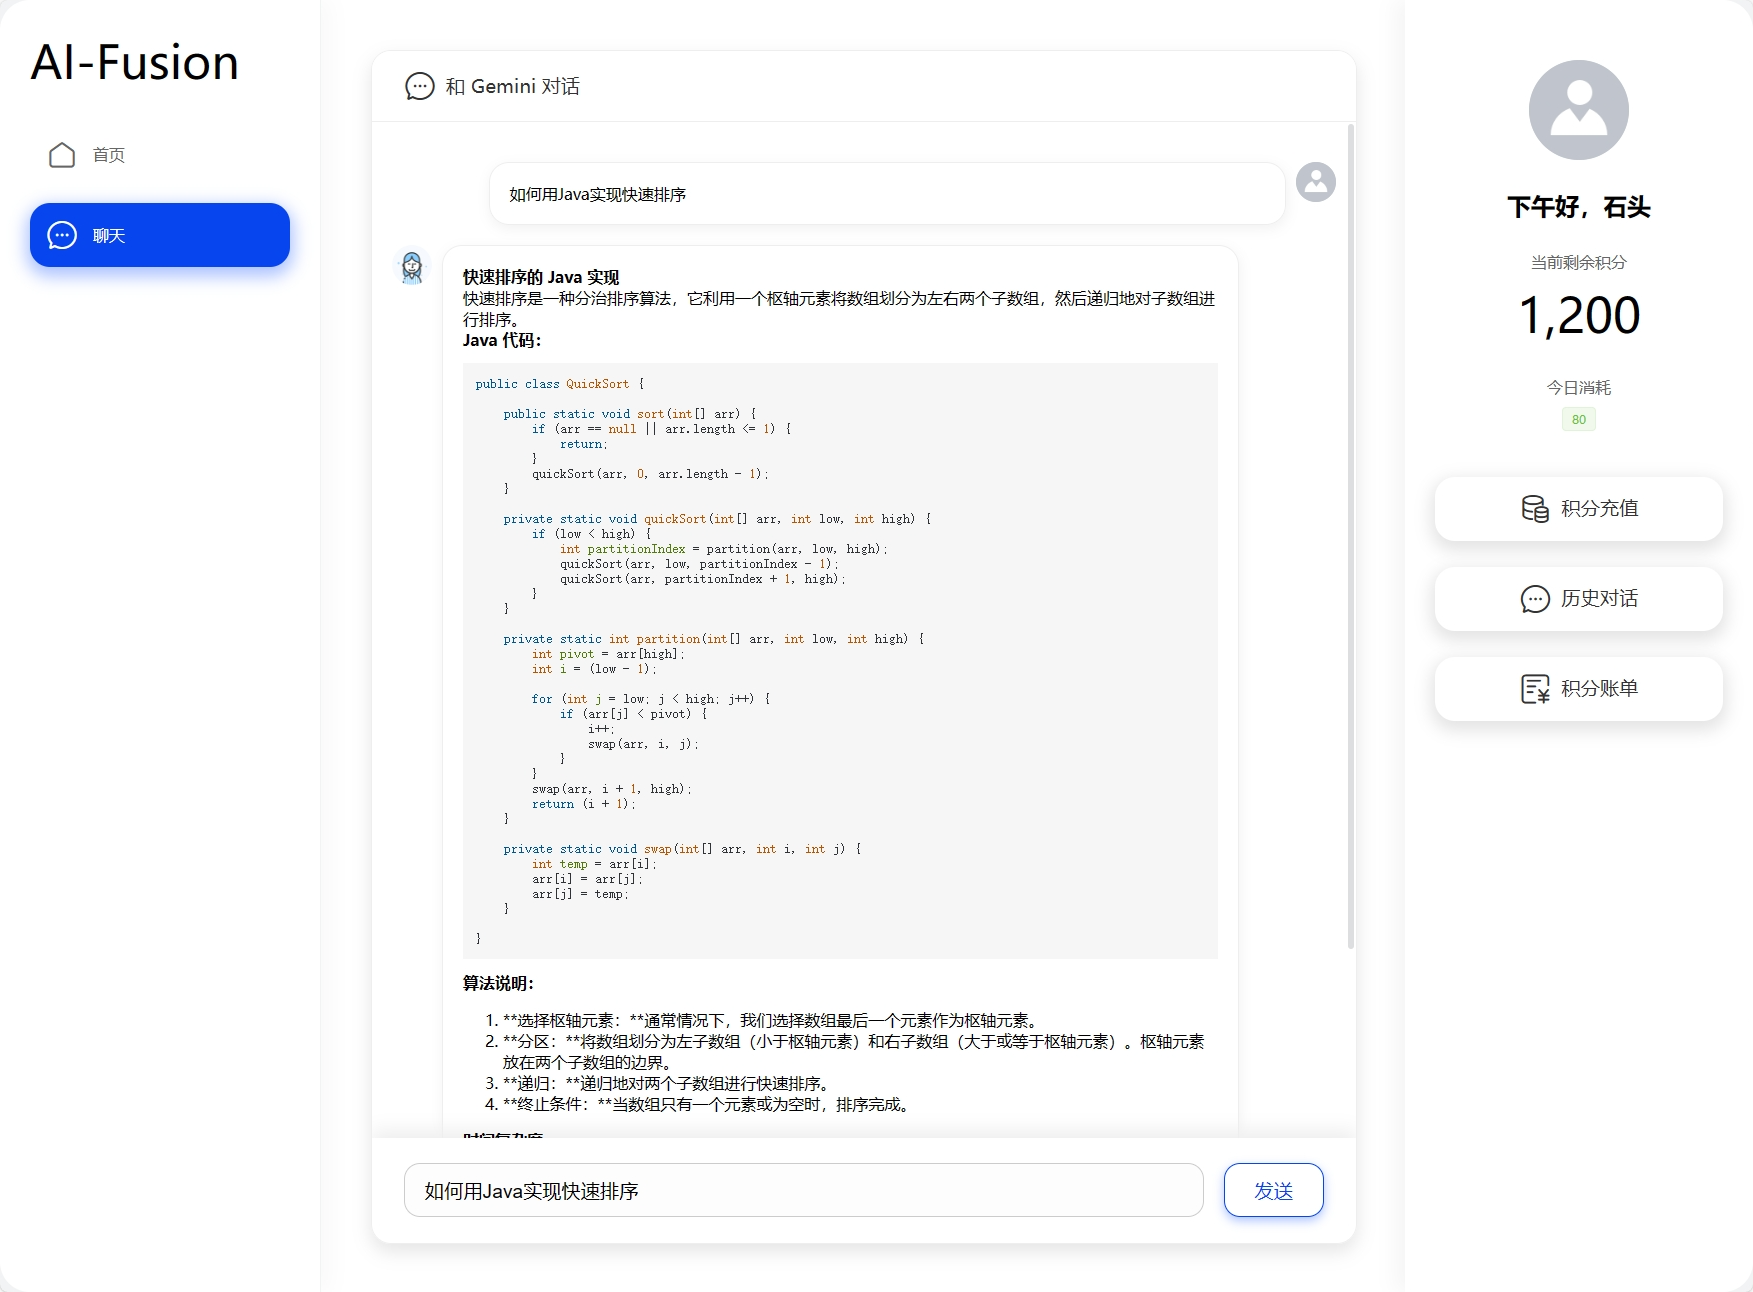 AI-Fusion
首页
聊天
和 Gemini 对话
如何用Java实现快速排序
快速排序的 Java 实现
快速排序是一种分治排序算法，它利用一个枢轴元素将数组划分为左右两个子数组，然后递归地对子数组进
行排序。
Java 代码：
public class QuickSort {
    public static void sort(int[] arr) {
        if (arr == null || arr.length <= 1) {
            return;
        }
        quickSort(arr, 0, arr.length - 1);
    }
    private static void quickSort(int[] arr, int low, int high) {
        if (low < high) {
            int partitionIndex = partition(arr, low, high);
            quickSort(arr, low, partitionIndex - 1);
            quickSort(arr, partitionIndex + 1, high);
        }
    }
    private static int partition(int[] arr, int low, int high) {
        int pivot = arr[high];
        int i = (low - 1);
        for (int j = low; j < high; j++) {
            if (arr[j] < pivot) {
                i++;
                swap(arr, i, j);
            }
        }
        swap(arr, i + 1, high);
        return (i + 1);
    }
    private static void swap(int[] arr, int i, int j) {
        int temp = arr[i];
        arr[i] = arr[j];
        arr[j] = temp;
    }
}
算法说明：
1. **选择枢轴元素：**通常情况下，我们选择数组最后一个元素作为枢轴元素。
2. **分区：**将数组划分为左子数组（小于枢轴元素）和右子数组（大于或等于枢轴元素）。枢轴元素
放在两个子数组的边界。
3. **递归：**递归地对两个子数组进行快速排序。
4. **终止条件：**当数组只有一个元素或为空时，排序完成。
如何用Java实现快速排序
发送
下午好，石头
当前剩余积分
1,200
今日消耗
80
积分充值
历史对话
积分账单